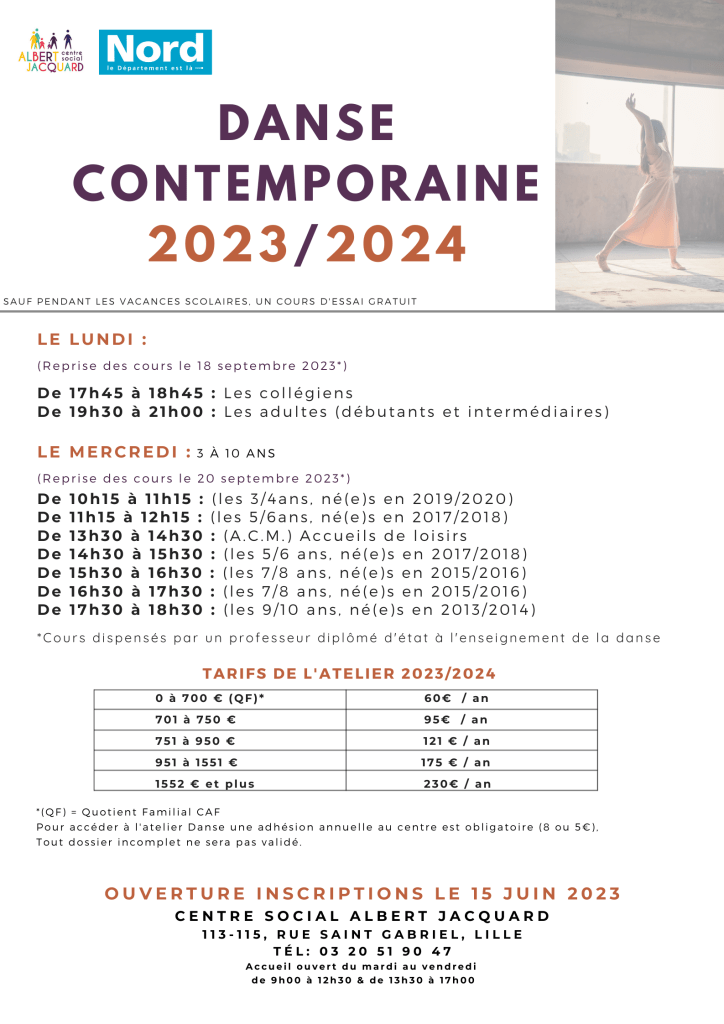 ALBERT centre social
JACQUARD
Nord
le Département est là →
DANSE
CONTEMPORAINE
2023/2024
SAUF PENDANT LES VACANCES SCOLAIRES, UN COURS D'ESSAI GRATUIT
LE LUNDI :
(Reprise des cours le 18 septembre 2023*)
De 17h45 à 18h45 : Les collégiens
De 19h30 à 21h00 : Les adultes (débutants et intermédiaires)
LE MERCREDI : 3 À 10 ANS
(Reprise des cours le 20 septembre 2023*)
De 10h15 à 11h15 : (les 3/4ans, né(e)s en 2019/2020)
De 11h15 à 12h15 : (les 5/6ans, né(e)s en 2017/2018)
De 13h30 à 14h30 : (A.C.M.) Accueils de loisirs
De 14h30 à 15h30 : (les 5/6 ans, né(e)s en 2017/2018)
De 15h30 à 16h30 : (les 7/8 ans, né(e)s en 2015/2016)
De 16h30 à 17h30 : (les 7/8 ans, né(e)s en 2015/2016)
De 17h30 à 18h30 : (les 9/10 ans, né(e)s en 2013/2014)
*Cours dispensés par un professeur diplômé d'état à l'enseignement de la danse
TARIFS DE L'ATELIER 2023/2024
0 à 700 € (QF)* 60€ / an
701 à 750 € 95€ / an
751 à 950 € 121 € / an
951 à 1551 € 175 € / an
1552 € et plus 230€ / an
*(QF) = Quotient Familial CAF
Pour accéder à l'atelier Danse une adhésion annuelle au centre est obligatoire (8 ou 5€),
Tout dossier incomplet ne sera pas validé.
OUVERTURE INSCRIPTIONS LE 15 JUIN 2023
CENTRE SOCIAL ALBERT JACQUARD
113-115, RUE SAINT GABRIEL, LILLE
TÉL: 03 20 51 90 47
Accueil ouvert du mardi au vendredi
de 9h00 à 12h30 & de 13h30 à 17h00